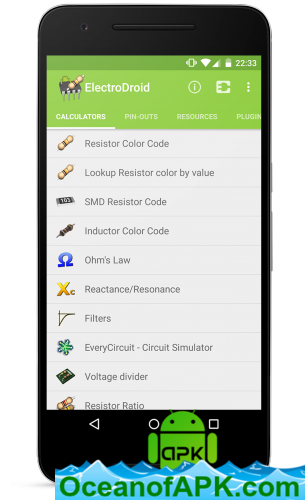 22:33
ElectroDroid
CALCULATORS PIN-OUTS RESOURCES PLUGIN
Resistor Color Code
Lookup Resistor color by value
103
SMD Resistor Code
Inductor Color Code
Ω Ohm's Law
Xc Reactance/Resonance
Filters
EveryCircuit - Circuit Simulator
Voltage divider
Resistor Ratio
APK
OceanofAPK.com